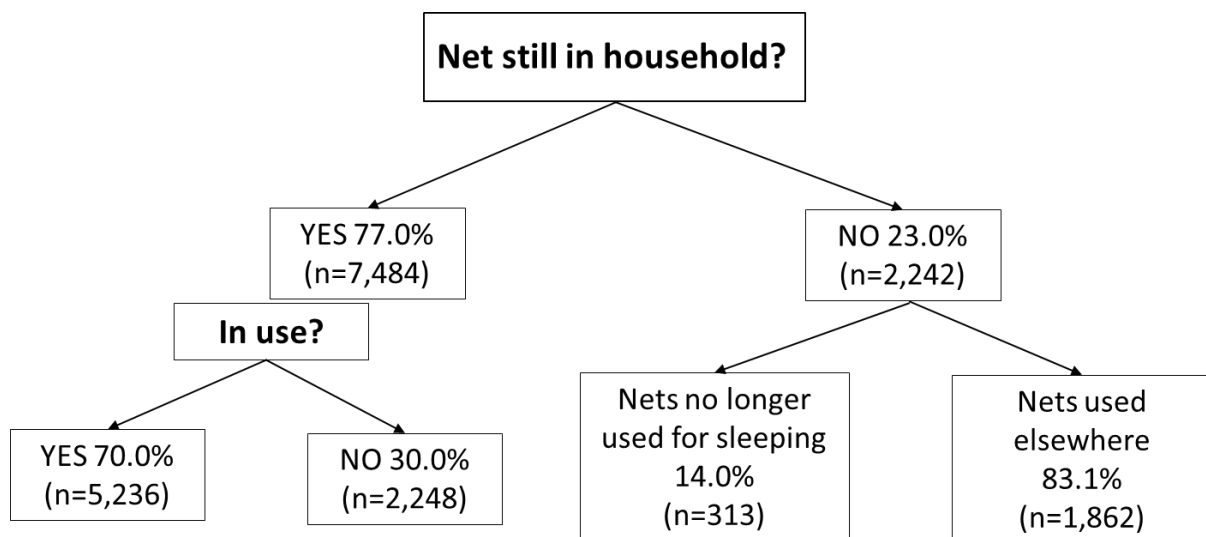 Net still in household?
YES 77.0%
(n=7,484)
NO 23.0%
(n=2,242)
In use?
YES 70.0%
(n=5,236)
NO 30.0%
(n=2,248)
Nets no longer
used for sleeping
14.0%
(n=313)
Nets used
elsewhere
83.1%
(n=1,862)